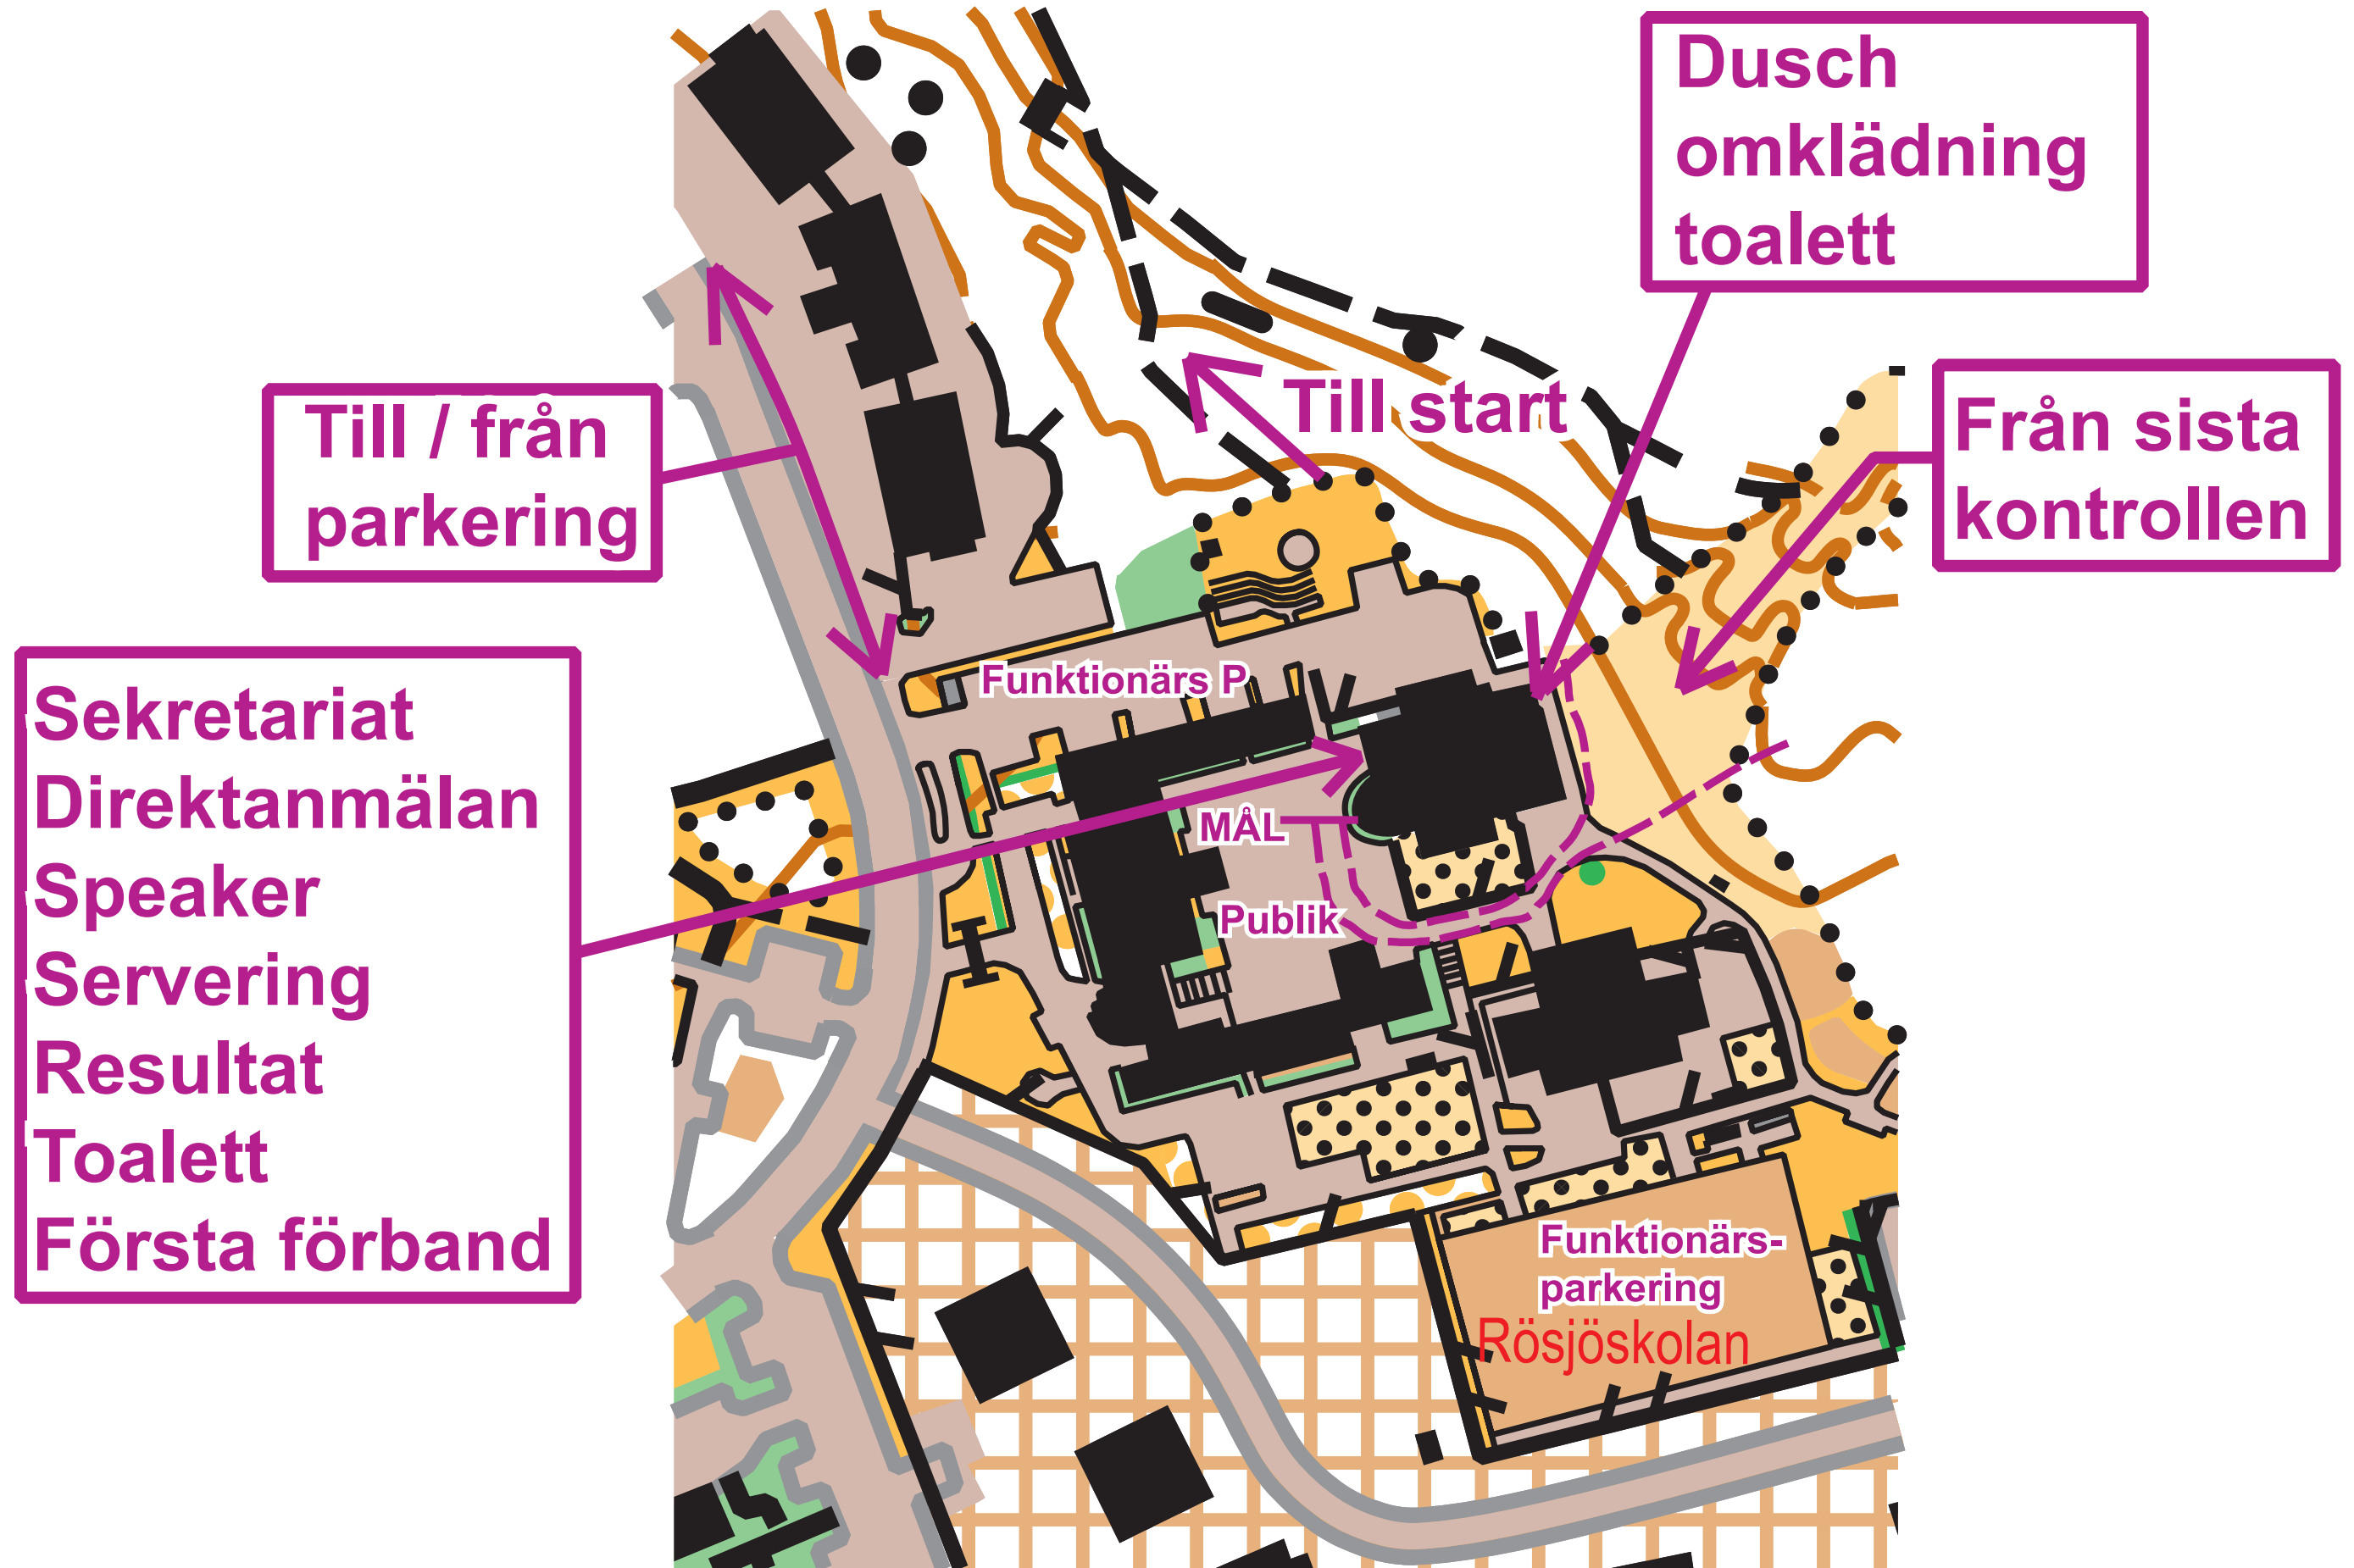 Dusch
omklädning
toalett
Till start
Till / från
parkering
Från sista
kontrollen
Funktionärs P
Sekretariat
Direktanmälan
Speaker
Servering
Resultat
Toalett
Första förband
MÅL
Publik
Funktionärs-
parkering
Rösjöskolan